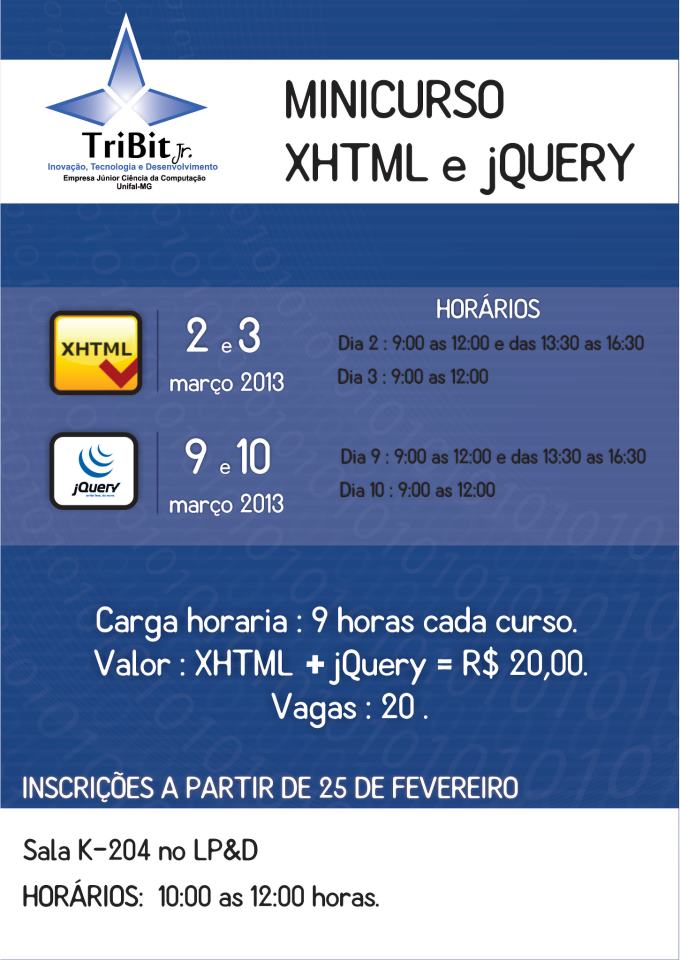 TriBit Jr.
Inovação, Tecnologia e Desenvolvimento
Empresa Júnior Ciência da Computação
Unifal-MG
MINICURSO
XHTML e jQUERY
HORÁRIOS
XHTML
2 e 3
março 2013
Dia 2 : 9:00 as 12:00 e das 13:30 as 16:30
Dia 3 : 9:00 as 12:00
jQuery
9 e 10
março 2013
Dia 9 : 9:00 as 12:00 e das 13:30 as 16:30
Dia 10 : 9:00 as 12:00
Carga horaria : 9 horas cada curso.
Valor : XHTML + jQuery = R$ 20,00.
Vagas : 20 .
INSCRIÇÕES A PARTIR DE 25 DE FEVEREIRO
Sala K-204 no LP&D
HORÁRIOS: 10:00 as 12:00 horas.